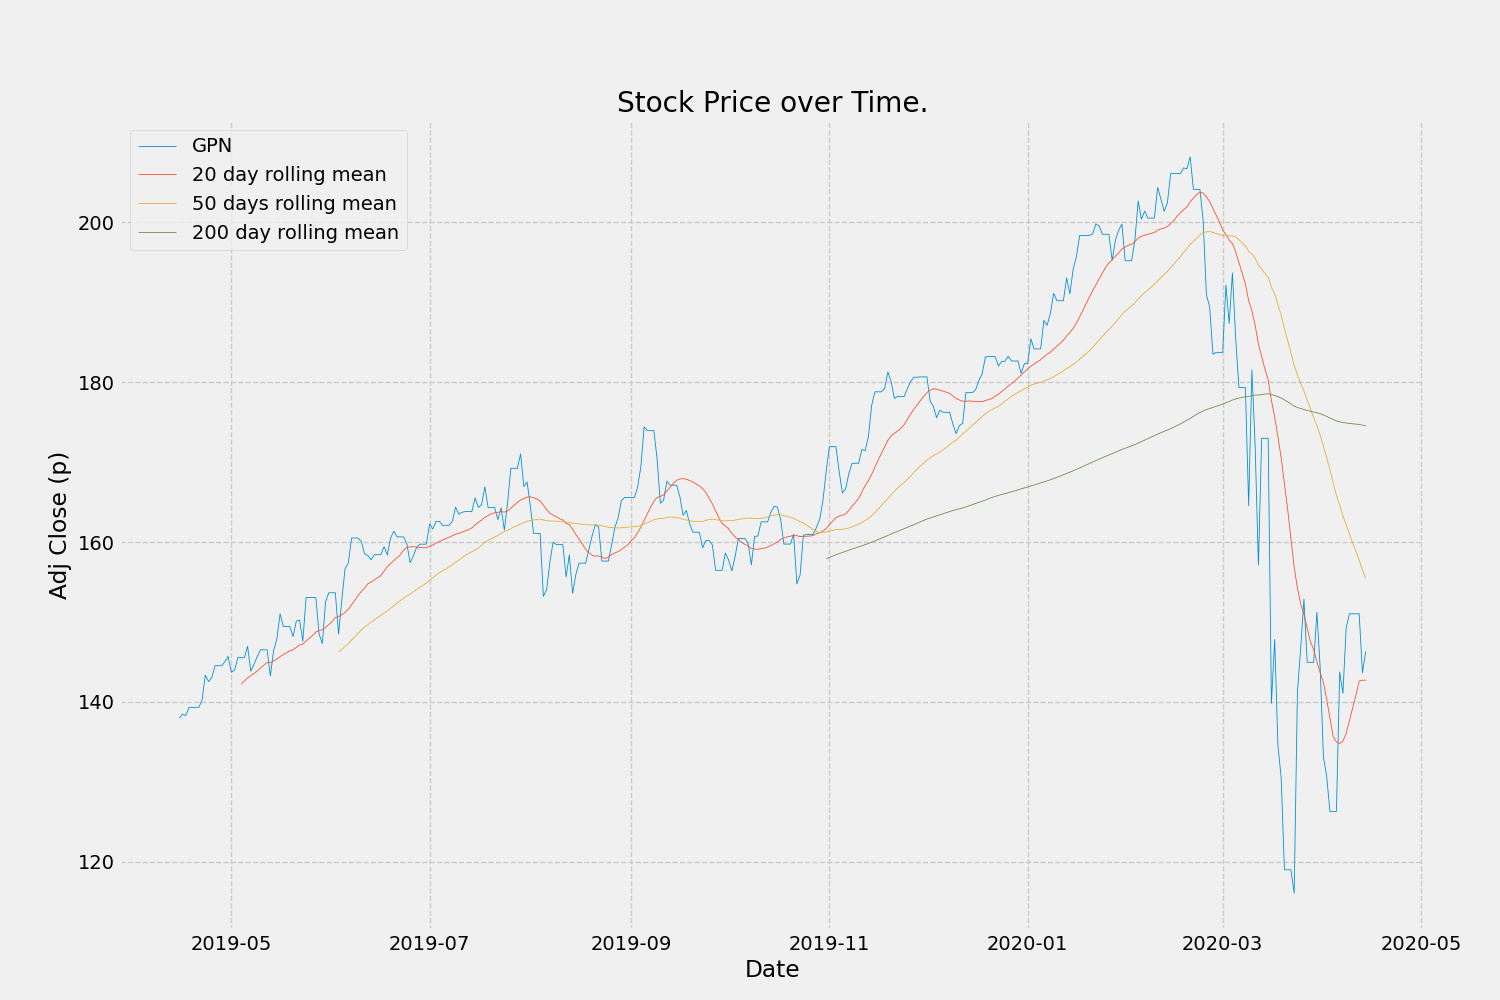 Stock Price over Time.
GPN
20 day rolling mean
50 days rolling mean
200 day rolling mean
Adj Close (p)
200
180
160
140
120
2019-05 2019-07 2019-09 2019-11 2020-01 2020-03 2020-05
Date